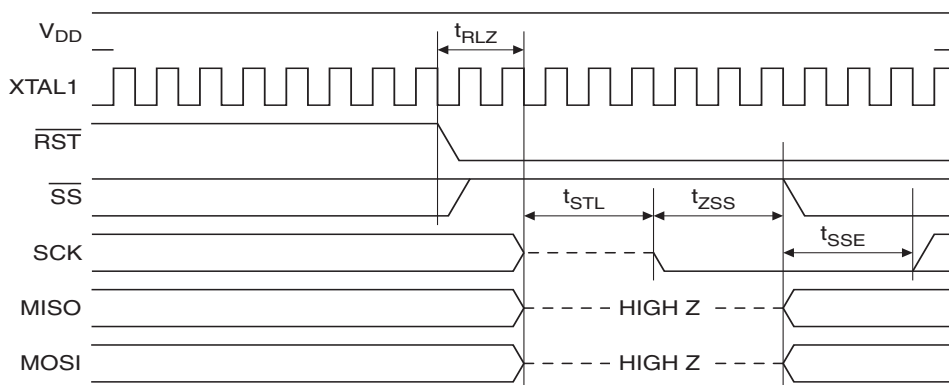 VDD
tRLZ
XTAL1
RST
SS
tSTL
tZSS
SCK
tSSE
MISO
HIGH Z
MOSI
HIGH Z